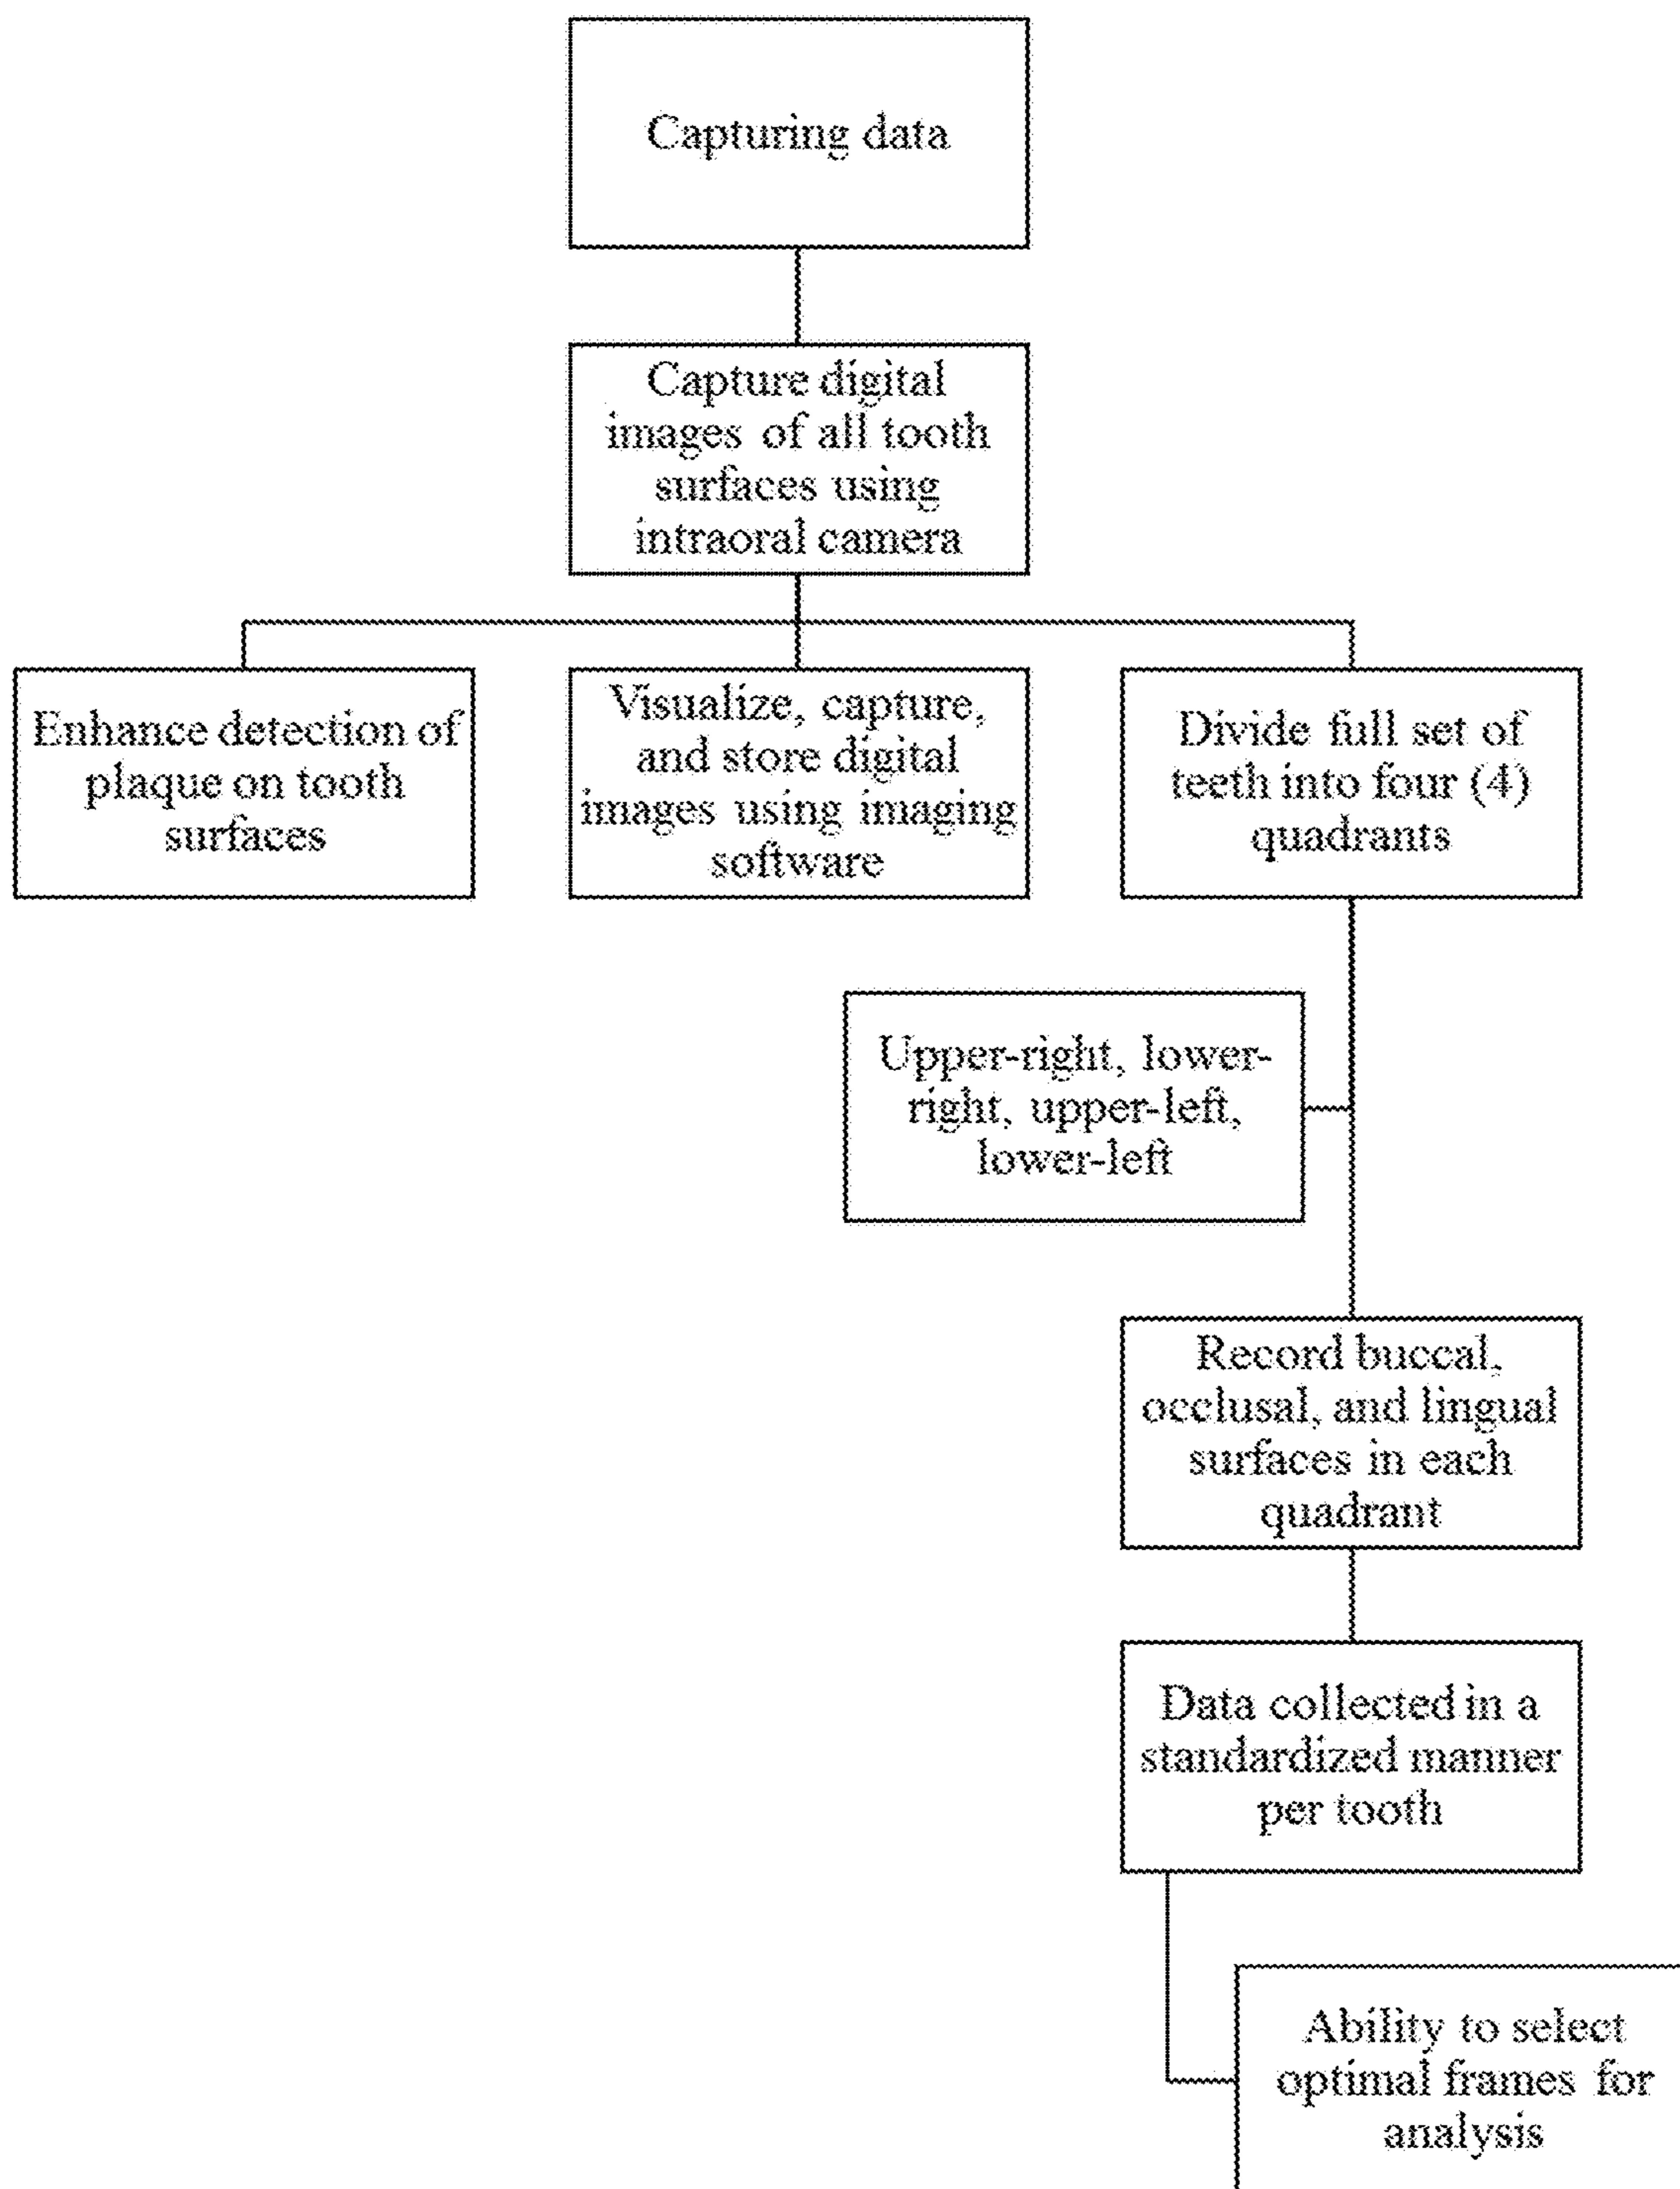 Capturing data
Capture digital
images of all tooth
surfaces using
intraoral camera
Enhance detection of
plaque on tooth
surfaces
Visualize, capture,
and store digital
images using imaging
software
Divide full set of
teeth into four (4)
quadrants
Upper-right, lower-
right, upper-left,
lower-left
Record buccal,
occlusal, and lingual
surfaces in each
quadrant
Data collected in a
standardized manner
per tooth
Ability to select
optimal frames for
analysis